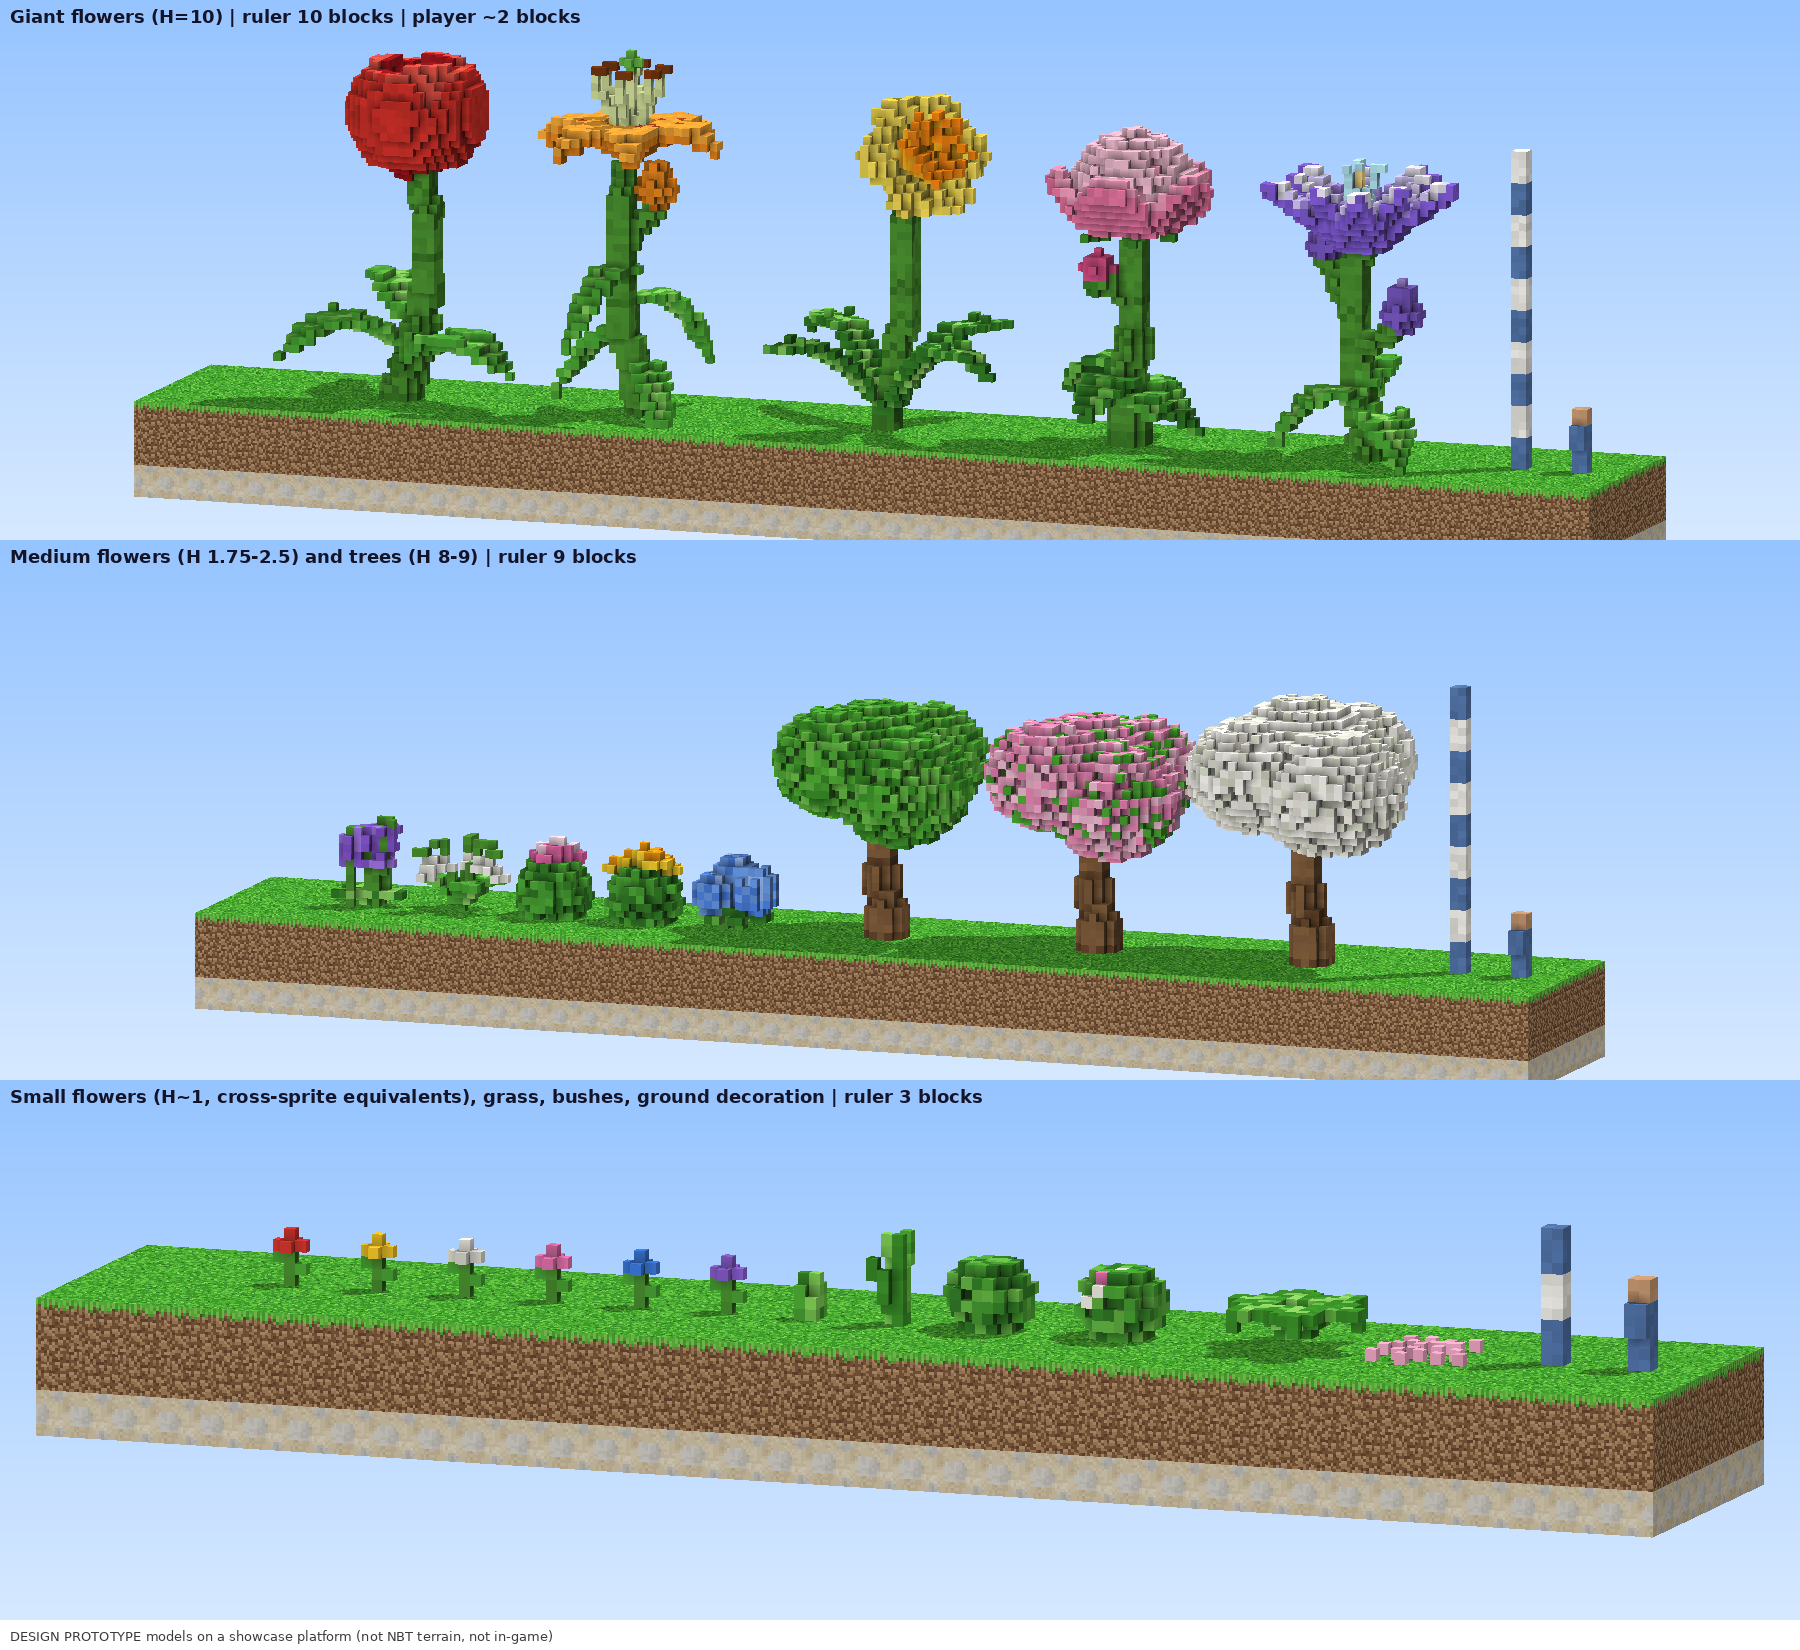 Giant flowers (H=10) | ruler 10 blocks | player ~2 blocks
Medium flowers (H 1.75-2.5) and trees (H 8-9) | ruler 9 blocks
Small flowers (H~1, cross-sprite equivalents), grass, bushes, ground decoration | ruler 3 blocks
DESIGN PROTOTYPE models on a showcase platform (not NBT terrain, not in-game)